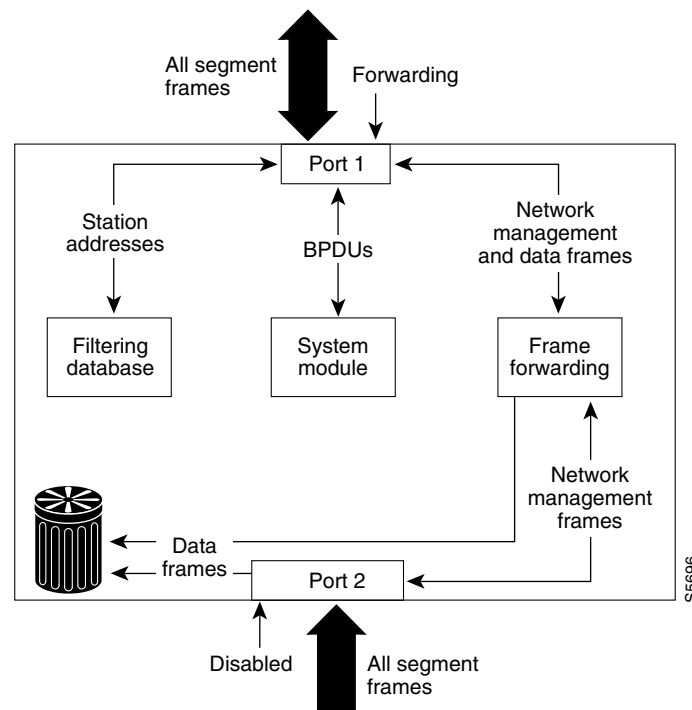 All segment
frames
Forwarding
Port 1
Station
addresses
BPDUs
Network
management
and data frames
Filtering
database
System
module
Frame
forwarding
Network
management
frames
Data
frames
Port 2
Disabled
All segment
frames
S5696